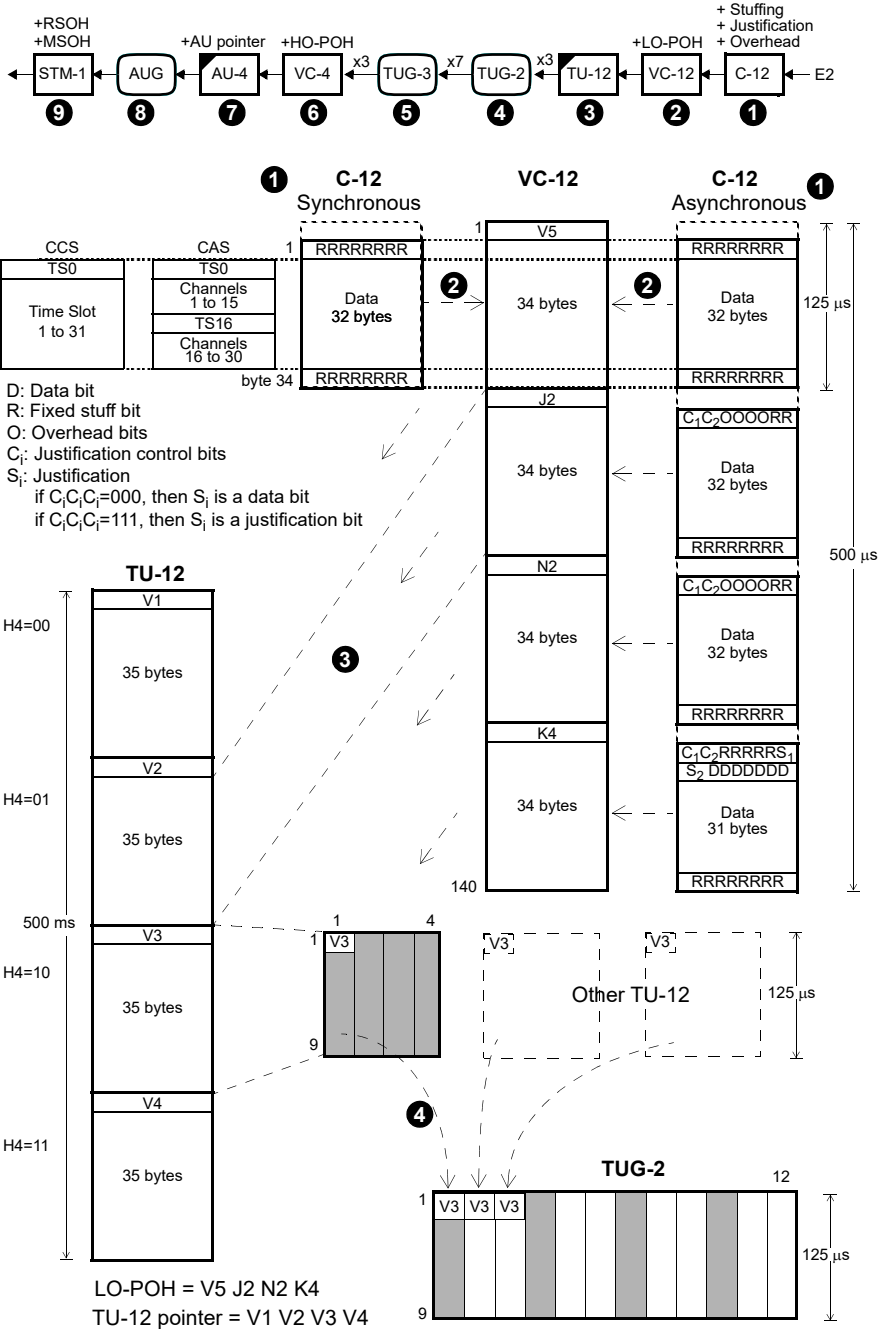 +RSOH
+MSOH
+AU pointer
+HO-POH
+LO-POH
+ Stuffing
+ Justification
+ Overhead
STM-1
AUG
AU-4
VC-4
x3
TUG-3
x7
TUG-2
x3
TU-12
VC-12
C-12
E2
9
8
7
6
5
4
3
2
1
1
C-12
Synchronous
VC-12
C-12
Asynchronous
1
CCS
TS0
Time Slot
1 to 31
CAS
TS0
Channels
1 to 15
TS16
Channels
16 to 30
1
RRRRRRRR
Data
32 bytes
byte 34
RRRRRRRR
2
1
V5
34 bytes
2
RRRRRRRR
Data
32 bytes
RRRRRRRR
125 μs
D: Data bit
R: Fixed stuff bit
O: Overhead bits
Ci: Justification control bits
Si: Justification
if CiCiCi=000, then Si is a data bit
if CiCiCi=111, then Si is a justification bit
J2
34 bytes
C1C2OOOORR
Data
32 bytes
RRRRRRRR
500 μs
N2
34 bytes
C1C2OOOORR
Data
32 bytes
RRRRRRRR
K4
34 bytes
140
C1C2RRRRRS1
S2 DDDDDDD
Data
31 bytes
RRRRRRRR
TU-12
H4=00
V1
35 bytes
3
H4=01
V2
35 bytes
500 ms
H4=10
V3
35 bytes
H4=11
V4
35 bytes
1
4
1
V3
9
V3
V3
Other TU-12
125 μs
4
TUG-2
12
1
V3
V3
V3
9
125 μs
LO-POH = V5 J2 N2 K4
TU-12 pointer = V1 V2 V3 V4